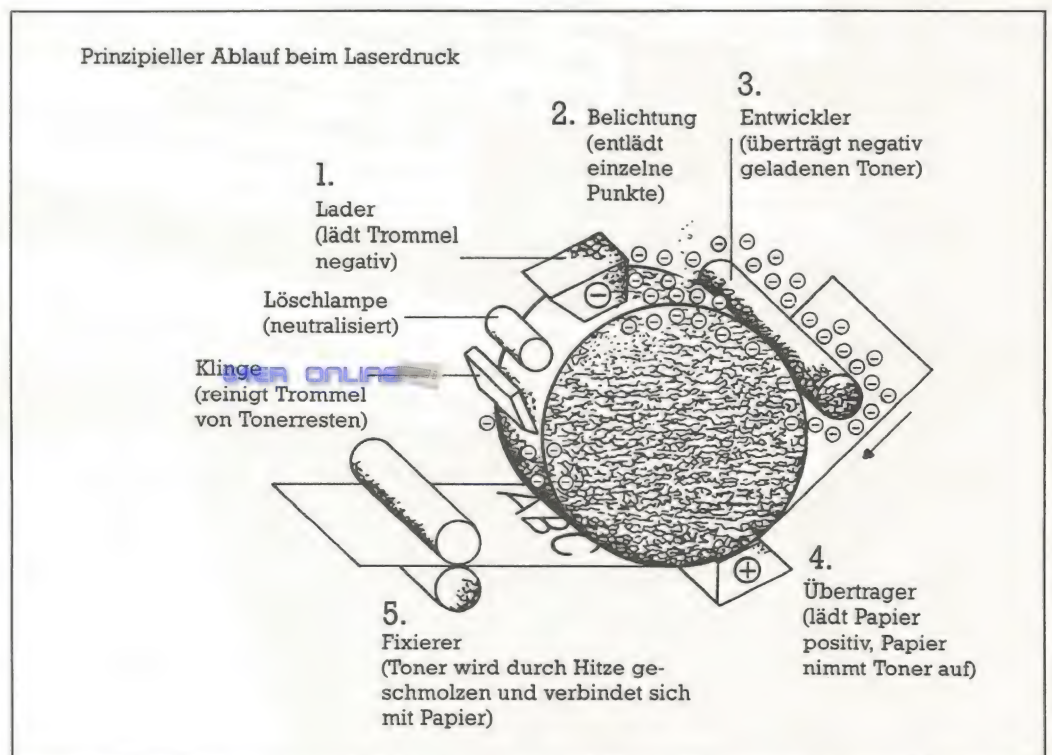 Prinzipieller Ablauf beim Laserdruck
1.
Lader
(lädt Trommel
negativ)
2. Belichtung
(entlädt
einzelne
Punkte)
3.
Entwickler
(überträgt negativ
geladenen Toner)
Löschlampe
(neutralisiert)
Klinge
(reinigt Trommel
von Tonerresten)
ONLINE
ABC
4.
Übertrager
(lädt Papier
positiv, Papier
nimmt Toner auf)
5.
Fixierer
(Toner wird durch Hitze ge-
schmolzen und verbindet sich
mit Papier)